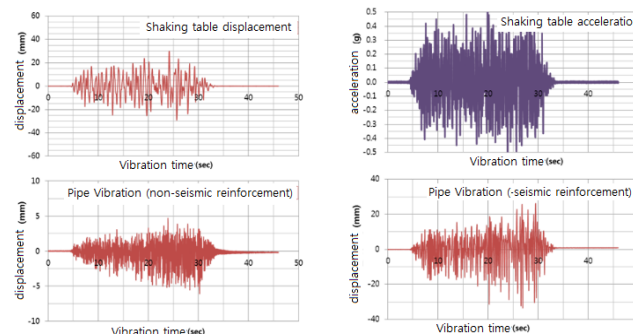 Shaking table displacement
60
40
20
0
-20
-40
-60
0 10 20 30 40 50
displacement (mm)
Vibration time (sec)
Shaking table acceleratio
0.5
0.4
0.3
0.2
0.1
0.0
-0.1
-0.2
-0.3
-0.4
-0.5
0 20 40
acceleration (g)
Vibration time (sec)
Pipe Vibration (non-seismic reinforcement)
10
5
0
-5
-10
0 10 20 30 40 50
displacement (mm)
Vibration time (sec)
Pipe Vibration (-seismic reinforcement)
40
20
0
-20
-40
0 20 40
displacement (mm)
Vibration time (sec)